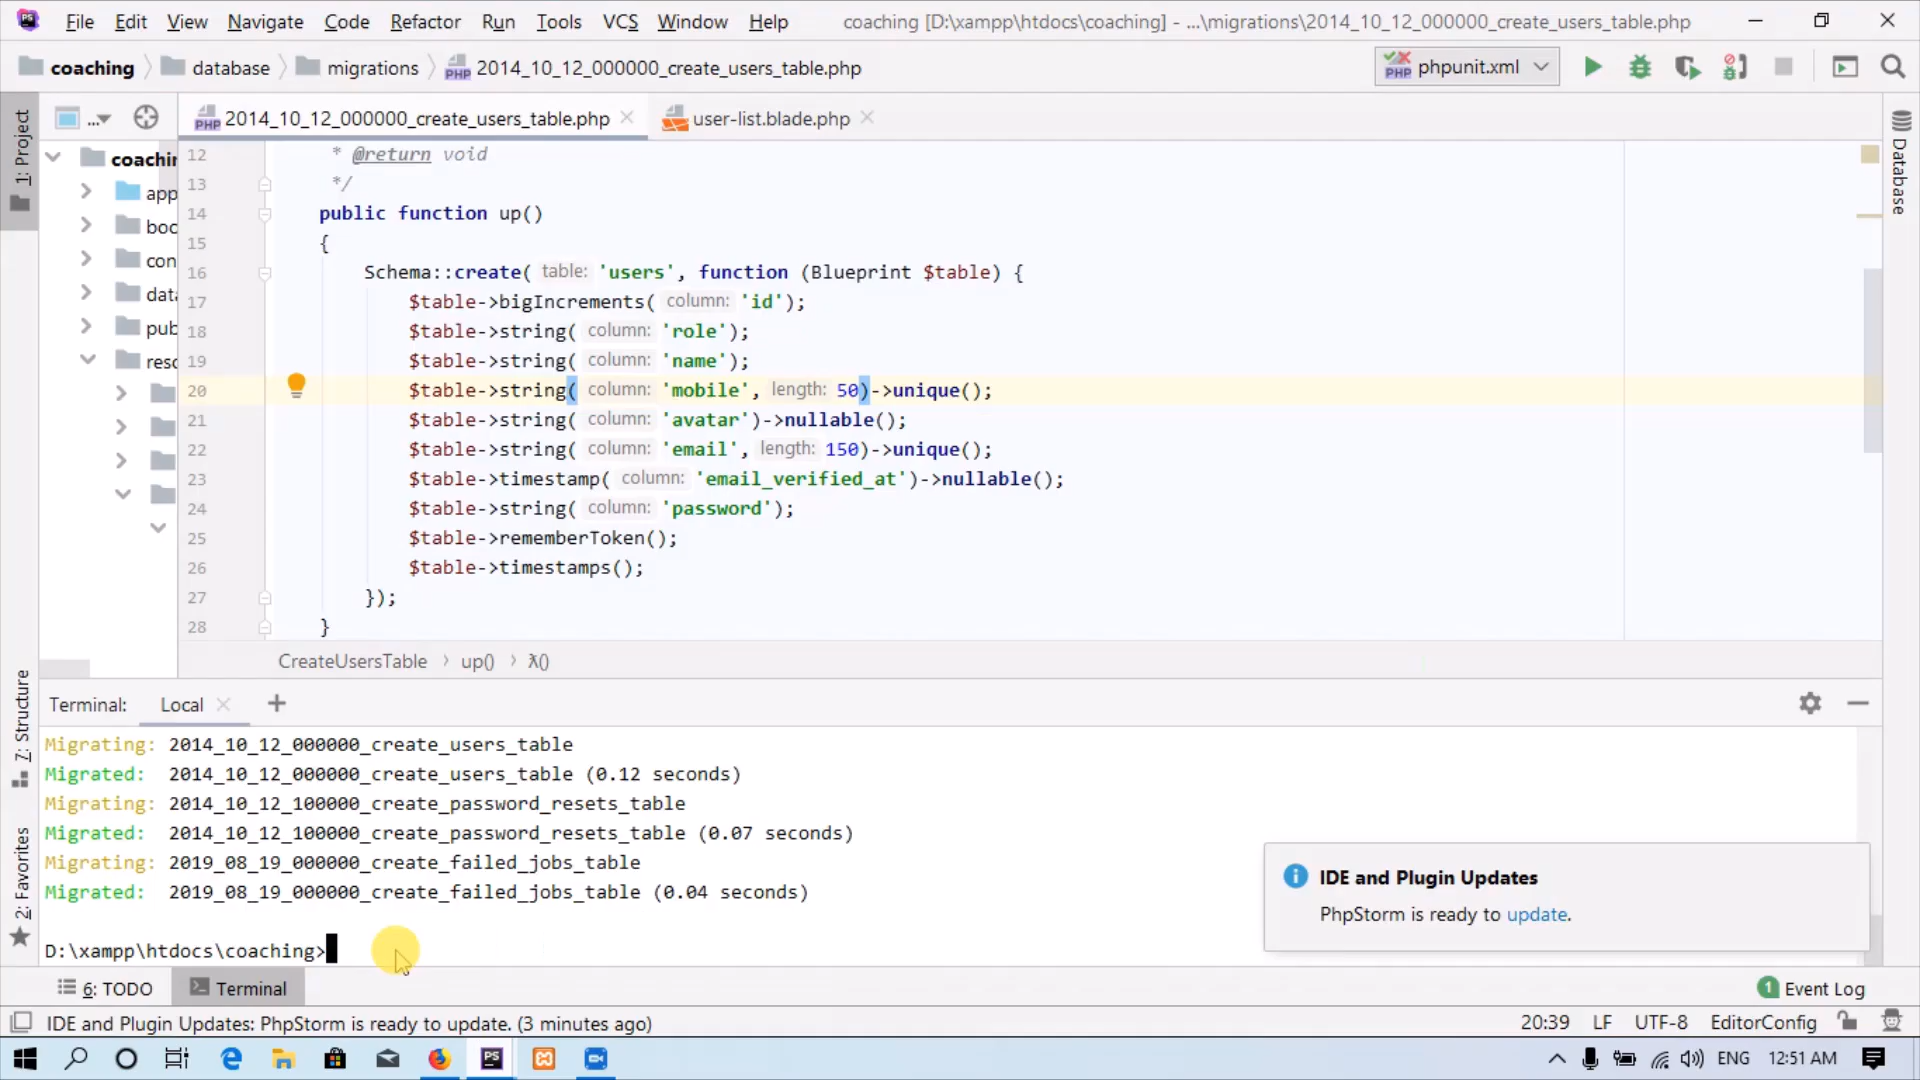 File Edit View Navigate Code Refactor Run Tools VCS Window Help coaching [D:\xampp\htdocs\coaching] - ...\migrations\2014_10_12_000000_create_users_table.php
coaching database migrations 2014_10_12_000000_create_users_table.php phpunit.xml
1: Project
...
2014_10_12_000000_create_users_table.php
user-list.blade.php
Database
coachin
app
boo
con
data
pub
reso
12 * @return void
13 */
14 public function up()
15 {
16 Schema::create( table: 'users', function (Blueprint $table) {
17 $table->bigIncrements( column: 'id');
18 $table->string( column: 'role');
19 $table->string( column: 'name');
20 $table->string( column: 'mobile', length: 50)->unique();
21 $table->string( column: 'avatar')->nullable();
22 $table->string( column: 'email', length: 150)->unique();
23 $table->timestamp( column: 'email_verified_at')->nullable();
24 $table->string( column: 'password');
25 $table->rememberToken();
26 $table->timestamps();
27 });
28 }
CreateUsersTable up() λ()
7: Structure
2: Favorites
Terminal: Local
Migrating: 2014_10_12_000000_create_users_table
Migrated: 2014_10_12_000000_create_users_table (0.12 seconds)
Migrating: 2014_10_12_100000_create_password_resets_table
Migrated: 2014_10_12_100000_create_password_resets_table (0.07 seconds)
Migrating: 2019_08_19_000000_create_failed_jobs_table
Migrated: 2019_08_19_000000_create_failed_jobs_table (0.04 seconds)
D:\xampp\htdocs\coaching>
IDE and Plugin Updates
PhpStorm is ready to update.
6: TODO Terminal 1 Event Log
IDE and Plugin Updates: PhpStorm is ready to update. (3 minutes ago) 20:39 LF UTF-8 EditorConfig
ENG 12:51 AM